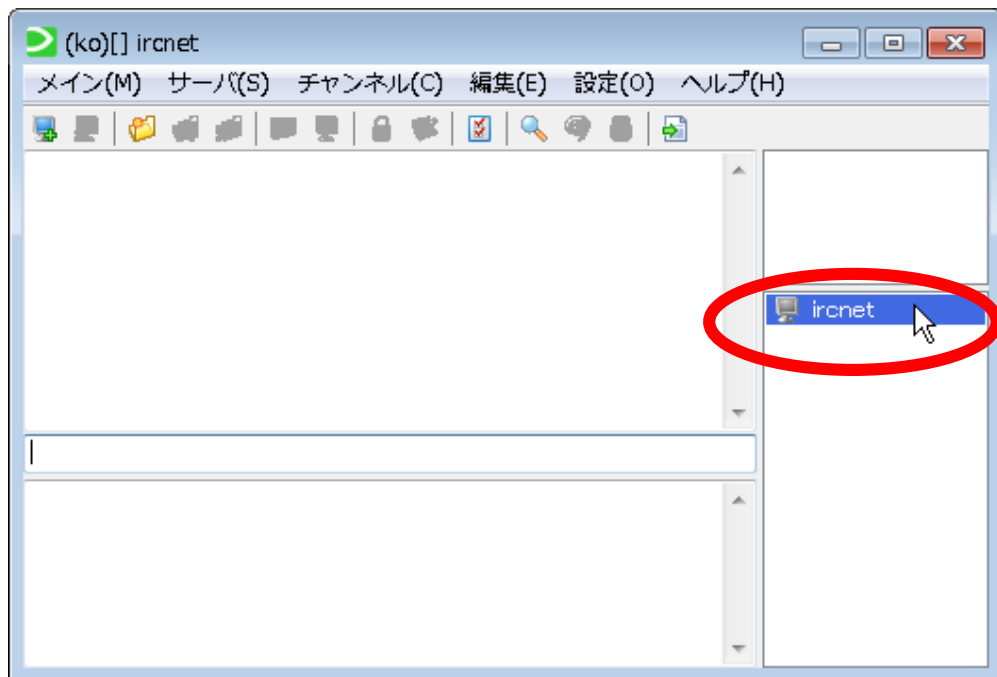 (ko)[] ircnet
メイン(M) サーバ(S) チャンネル(C) 編集(E) 設定(O) ヘルプ(H)
ircnet